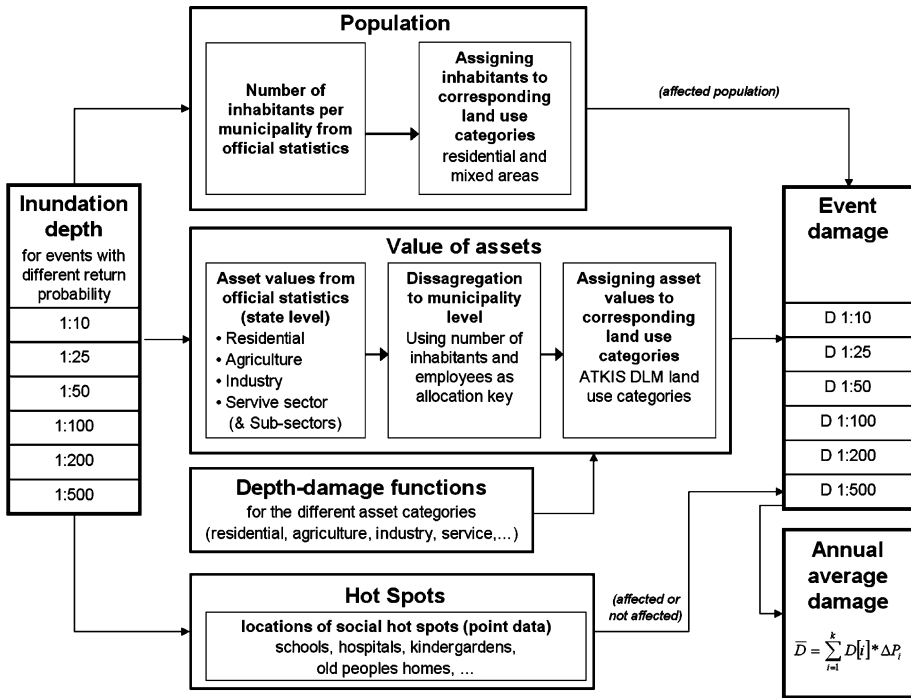 Population
Number of
inhabitants per
municipality from
official statistics
Assigning
inhabitants to
corresponding
land use
categories
residential and
mixed areas
(affected population)
Inundation
depth
for events with
different return
probability
1:10
1:25
1:50
1:100
1:200
1:500
Value of assets
Asset values from
official statistics
(state level)
• Residential
• Agriculture
• Industry
• Servive sector
(& Sub-sectors)
Dissagregation
to municipality
level
Using number of
inhabitants and
employees as
allocation key
Assigning asset
values to
corresponding
land use
categories
ATKIS DLM land
use categories
Depth-damage functions
for the different asset categories
(residential, agriculture, industry, service,...)
Hot Spots
locations of social hot spots (point data)
schools, hospitals, kindergardens,
old peoples homes, ...
(affected or
not affected)
Event
damage
D 1:10
D 1:25
D 1:50
D 1:100
D 1:200
D 1:500
Annual
average
damage
D̅ = ∑ᵢ₌₁ᵏ D[i]* ΔPᵢ